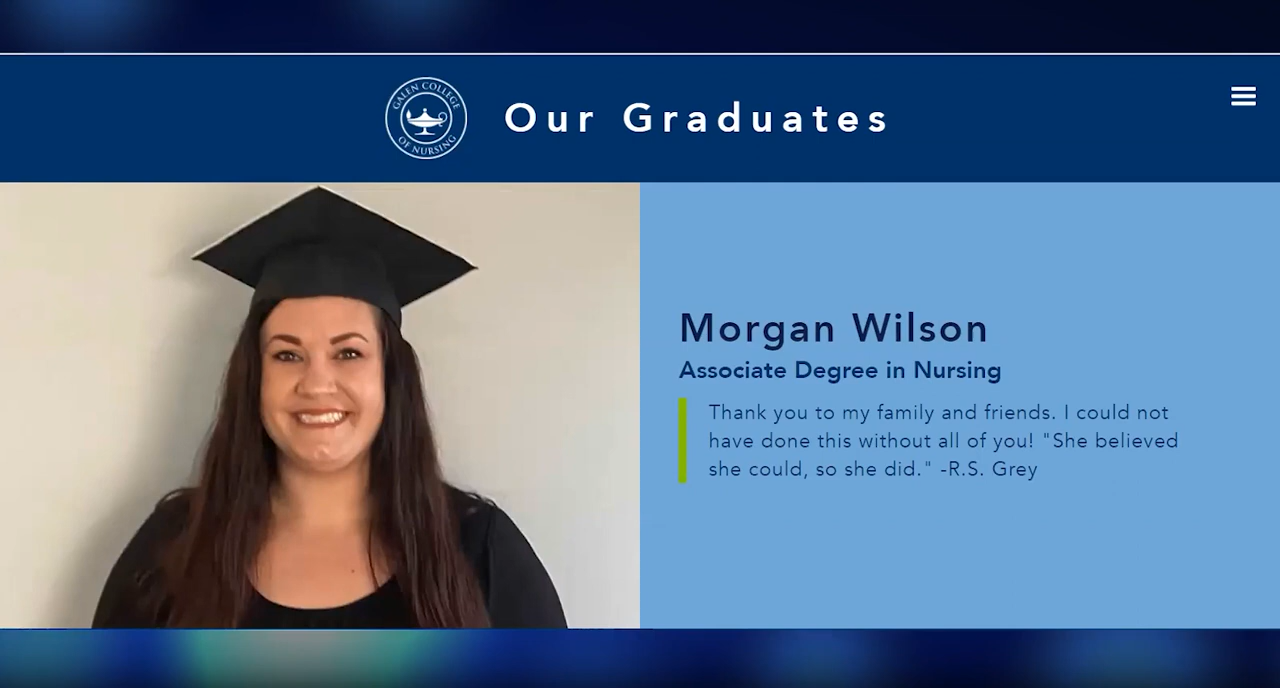 GALEN COLLEGE
OF NURSING
Our Graduates
Morgan Wilson
Associate Degree in Nursing
Thank you to my family and friends. I could not
have done this without all of you! "She believed
she could, so she did." -R.S. Grey